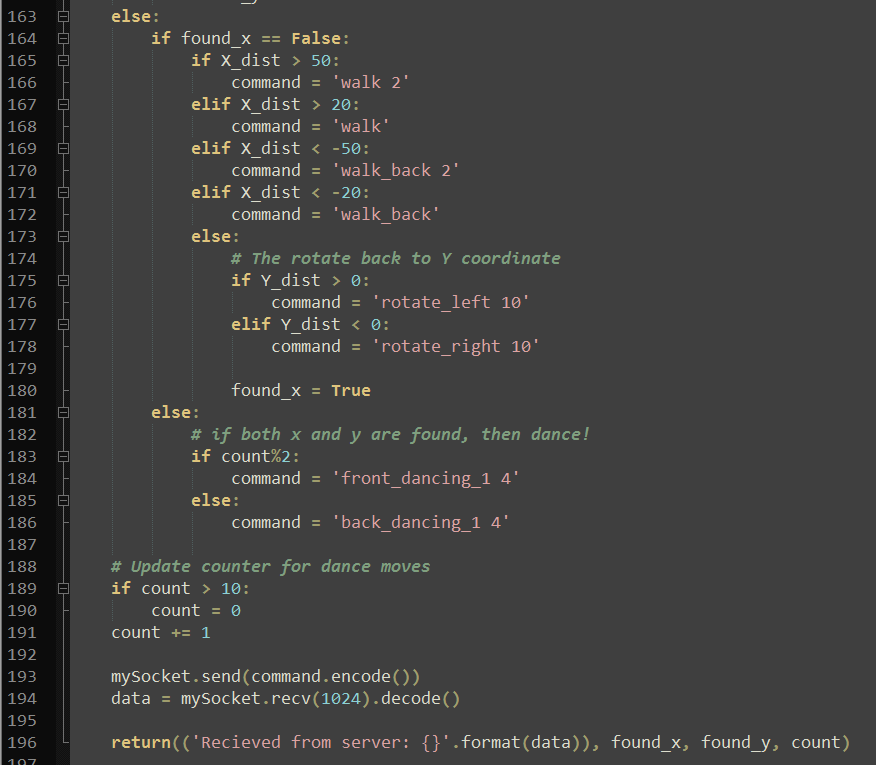 163 else:
164 if found_x == False:
165 if X_dist > 50:
166 command = 'walk 2'
167 elif X_dist > 20:
168 command = 'walk'
169 elif X_dist < -50:
170 command = 'walk_back 2'
171 elif X_dist < -20:
172 command = 'walk_back'
173 else:
174 # The rotate back to Y coordinate
175 if Y_dist > 0:
176 command = 'rotate_left 10'
177 elif Y_dist < 0:
178 command = 'rotate_right 10'
179
180 found_x = True
181 else:
182 # if both x and y are found, then dance!
183 if count%2:
184 command = 'front_dancing_1 4'
185 else:
186 command = 'back_dancing_1 4'
187
188 # Update counter for dance moves
189 if count > 10:
190 count = 0
191 count += 1
192
193 mySocket.send(command.encode())
194 data = mySocket.recv(1024).decode()
195
196 return(('Recieved from server: {}'.format(data)), found_x, found_y, count)